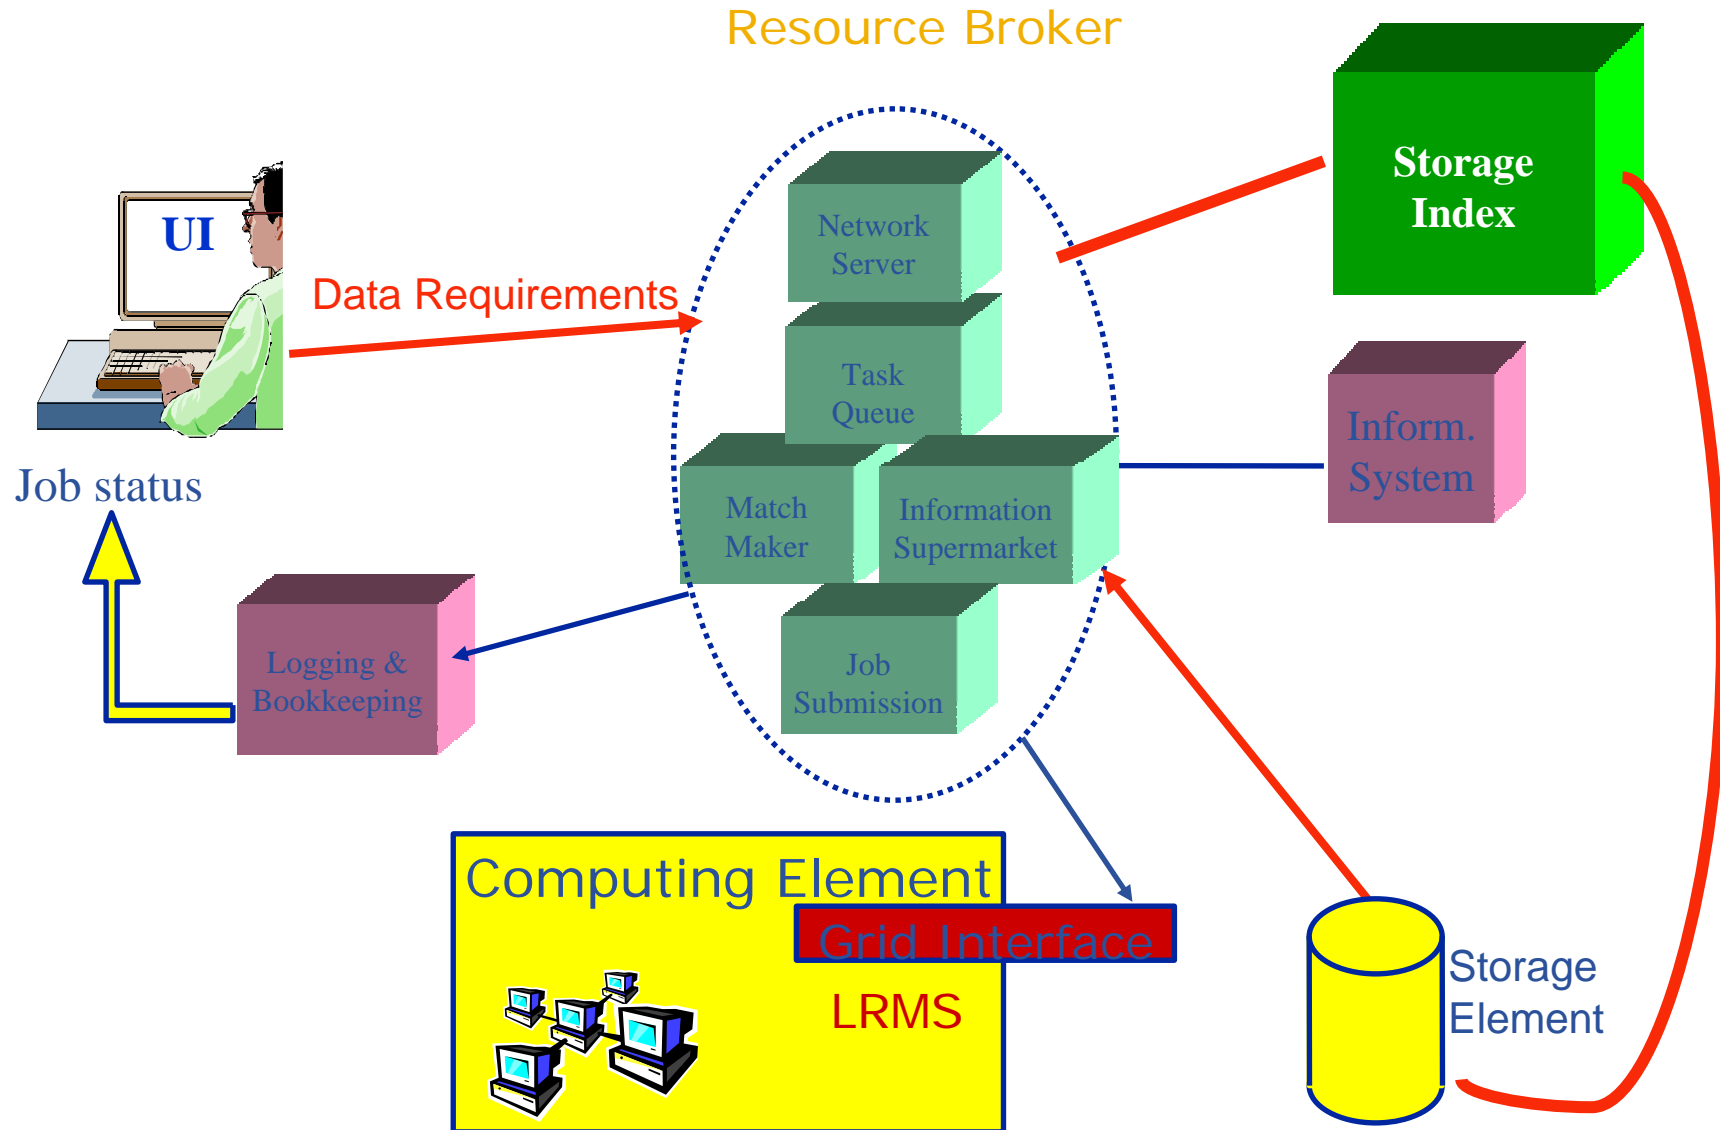 Resource Broker
Storage
Index
UI
Network
Server
Data Requirements
Task
Queue
Inform.
System
Job status
Match
Maker
Information
Supermarket
Logging &
Bookkeeping
Job
Submission
Computing Element
Grid Interface
LRMS
Storage
Element